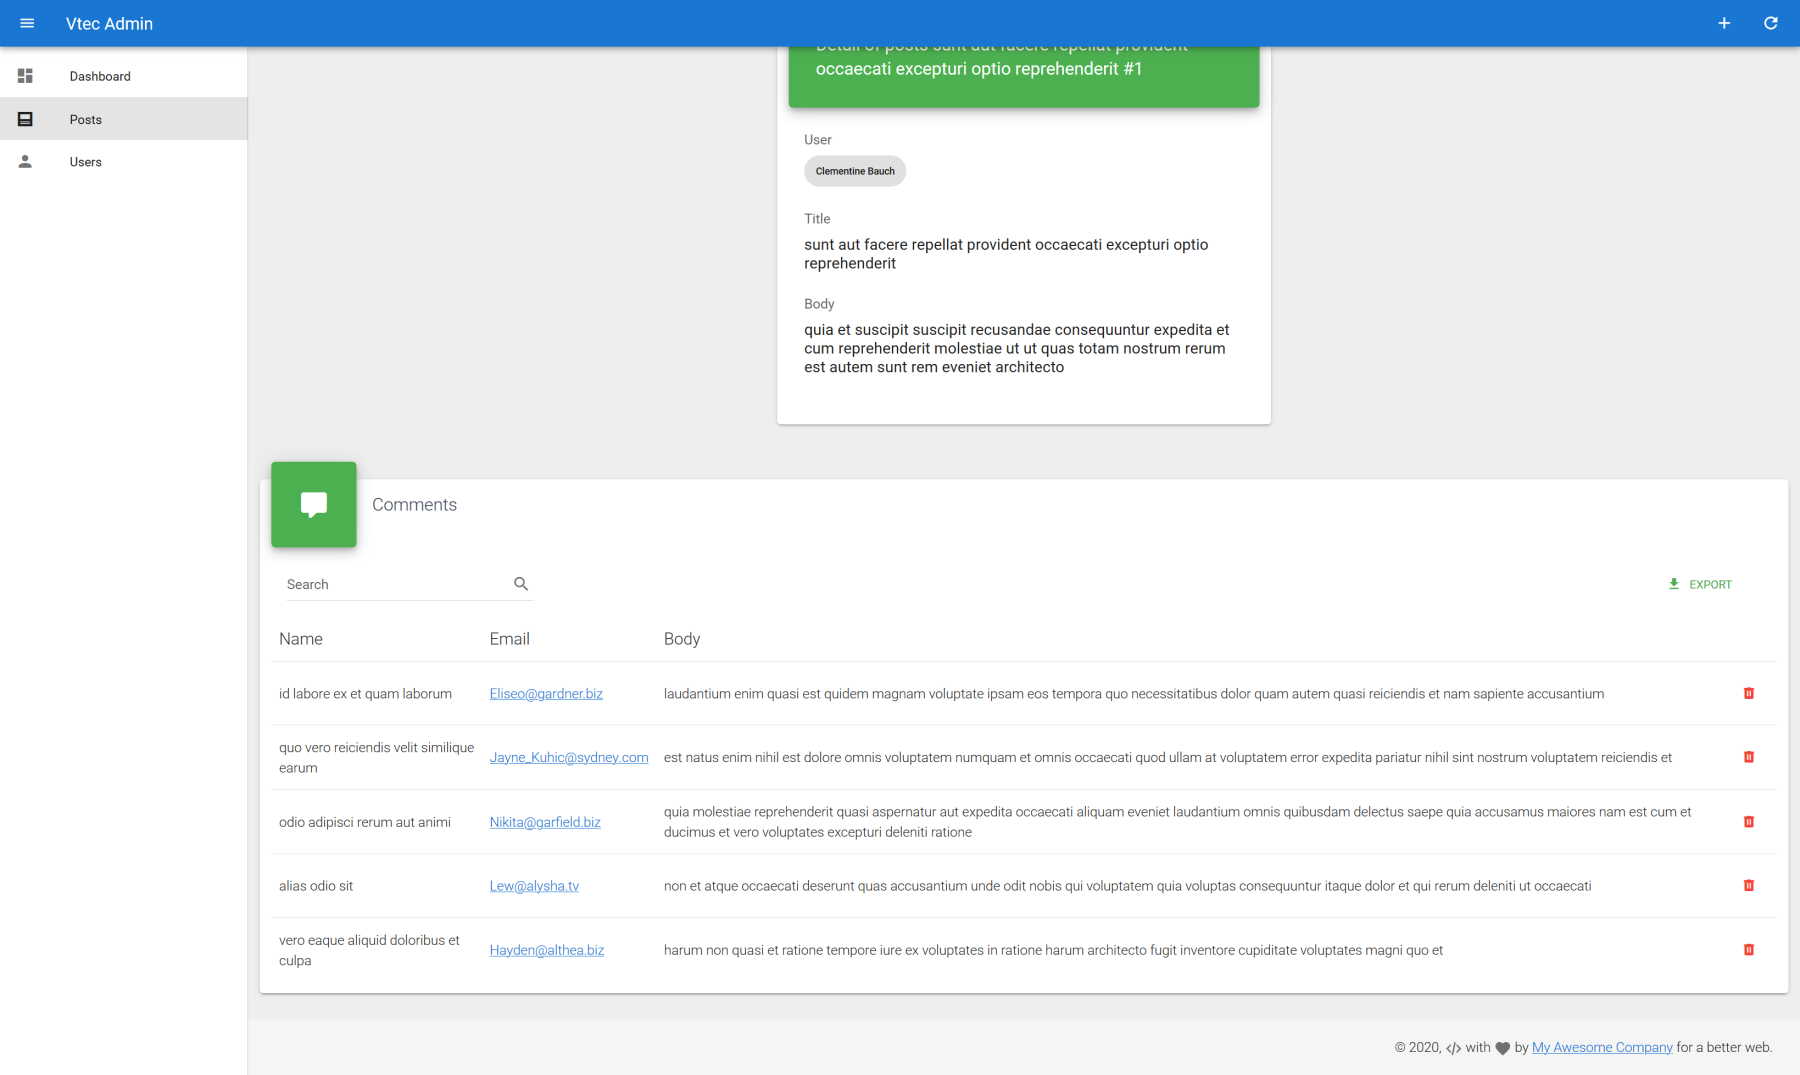 Vtec Admin
Dashboard
Posts
Users
Detail of posts sunt aut facere repellat provident
occaecati excepturi optio reprehenderit #1
User
Clementine Bauch
Title
sunt aut facere repellat provident occaecati excepturi optio
reprehenderit
Body
quia et suscipit suscipit recusandae consequuntur expedita et
cum reprehenderit molestiae ut ut quas totam nostrum rerum
est autem sunt rem eveniet architecto
Comments
Search
EXPORT
Name Email Body
id labore ex et quam laborum Eliseo@gardner.biz laudantium enim quasi est quidem magnam voluptate ipsam eos tempora quo necessitatibus dolor quam autem quasi reiciendis et nam sapiente accusantium
quo vero reiciendis velit similique
earum
Jayne_Kuhic@sydney.com est natus enim nihil est dolore omnis voluptatem numquam et omnis occaecati quod ullam at voluptatem error expedita pariatur nihil sint nostrum voluptatem reiciendis et
odio adipisci rerum aut animi Nikita@garfield.biz
quia molestiae reprehenderit quasi aspernatur aut expedita occaecati aliquam eveniet laudantium omnis quibusdam delectus saepe quia accusamus maiores nam est cum et
ducimus et vero voluptates excepturi deleniti ratione
alias odio sit Lew@alysha.tv non et atque occaecati deserunt quas accusantium unde odit nobis qui voluptatem quia voluptas consequuntur itaque dolor et qui rerum deleniti ut occaecati
vero eaque aliquid doloribus et
culpa
Hayden@althea.biz harum non quasi et ratione tempore iure ex voluptates in ratione harum architecto fugit inventore cupiditate voluptates magni quo et
© 2020, </> with ♥ by My Awesome Company for a better web.